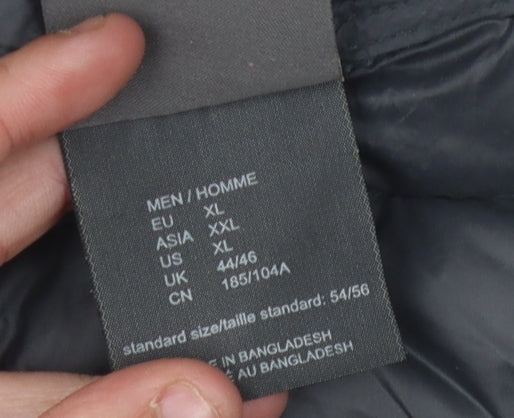 MEN / HOMME
EU XL
ASIA XXL
US XL
UK 44/46
CN 185/104A
standard size/taille standard: 54/56
IN BANGLADESH
AU BANGLADESH